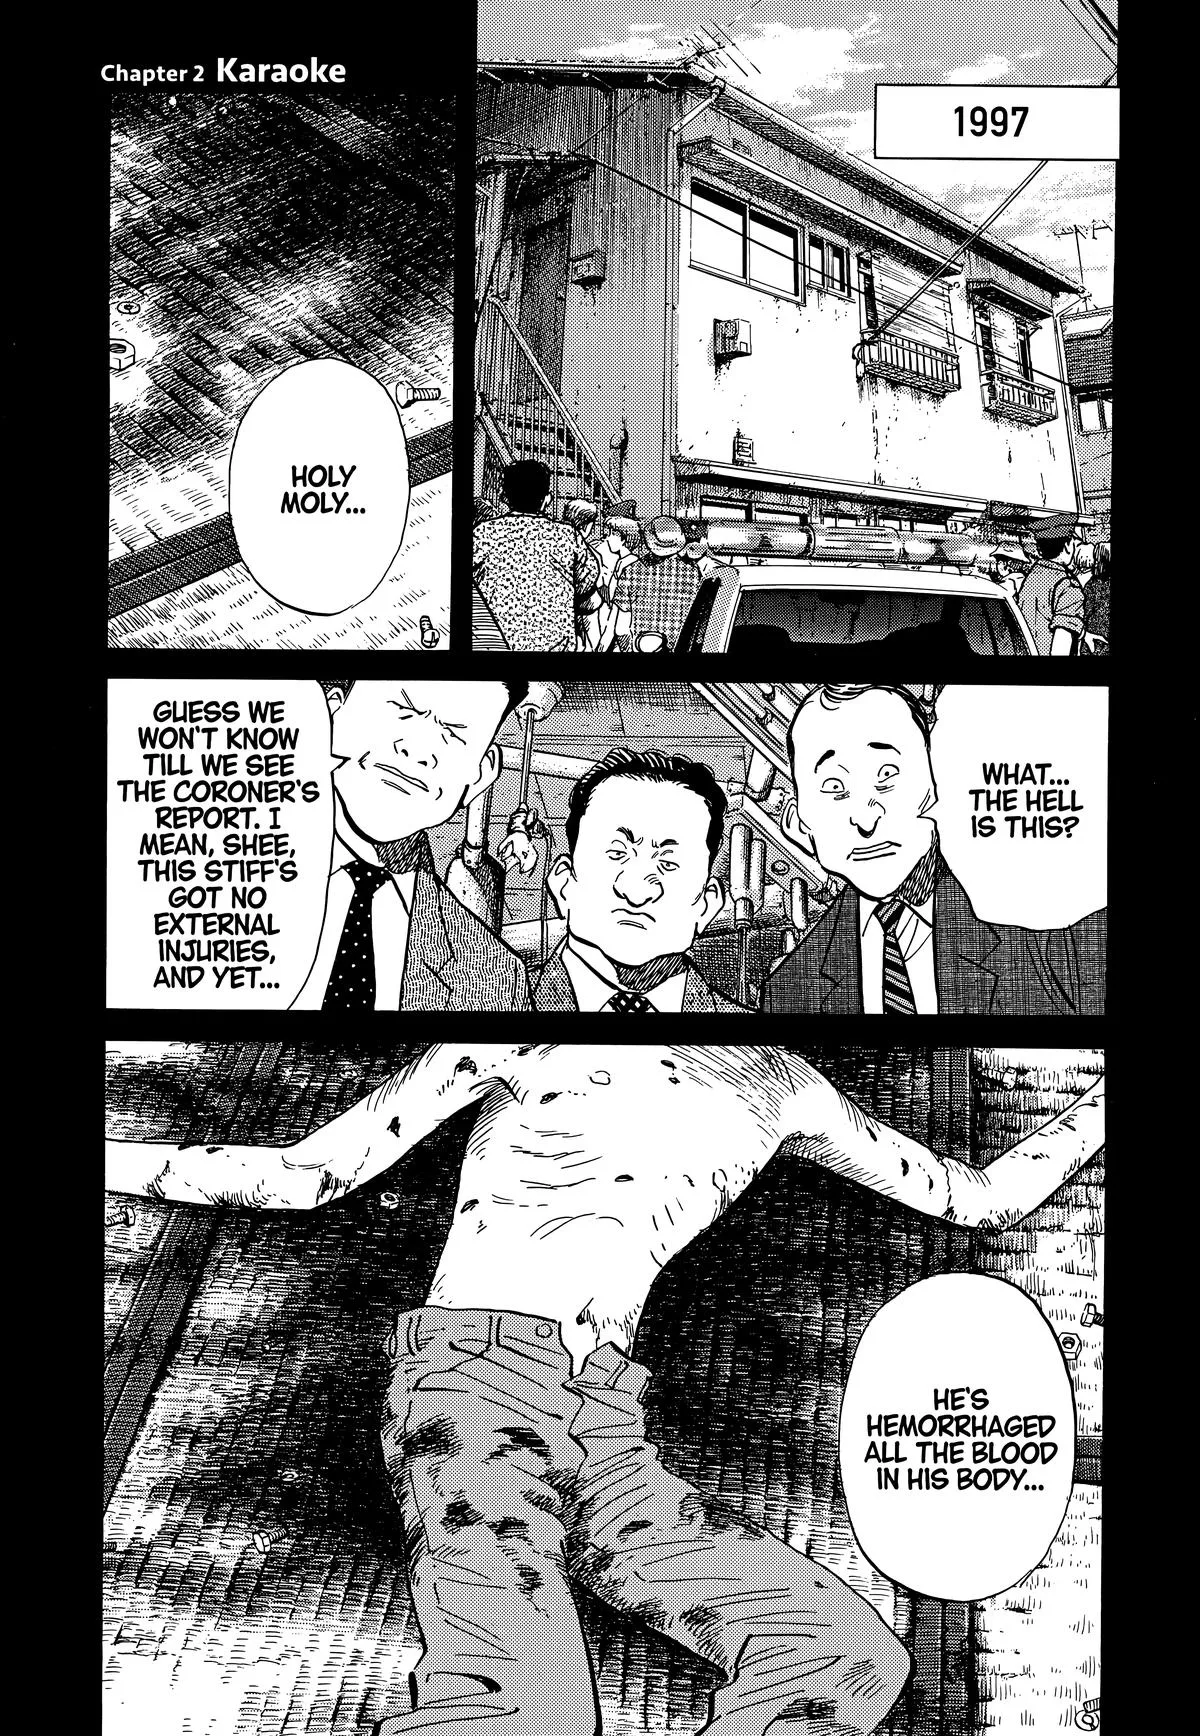 Chapter 2 Karaoke
1997
HOLY
MOLY...
WHAT...
THE HELL
IS THIS?
GUESS WE
WON'T KNOW
TILL WE SEE
THE CORONER'S
REPORT. I
MEAN, SHEE,
THIS STIFF'S
GOT NO
EXTERNAL
INJURIES,
AND YET...
HE'S
HEMORRHAGED
ALL THE BLOOD
IN HIS BODY...